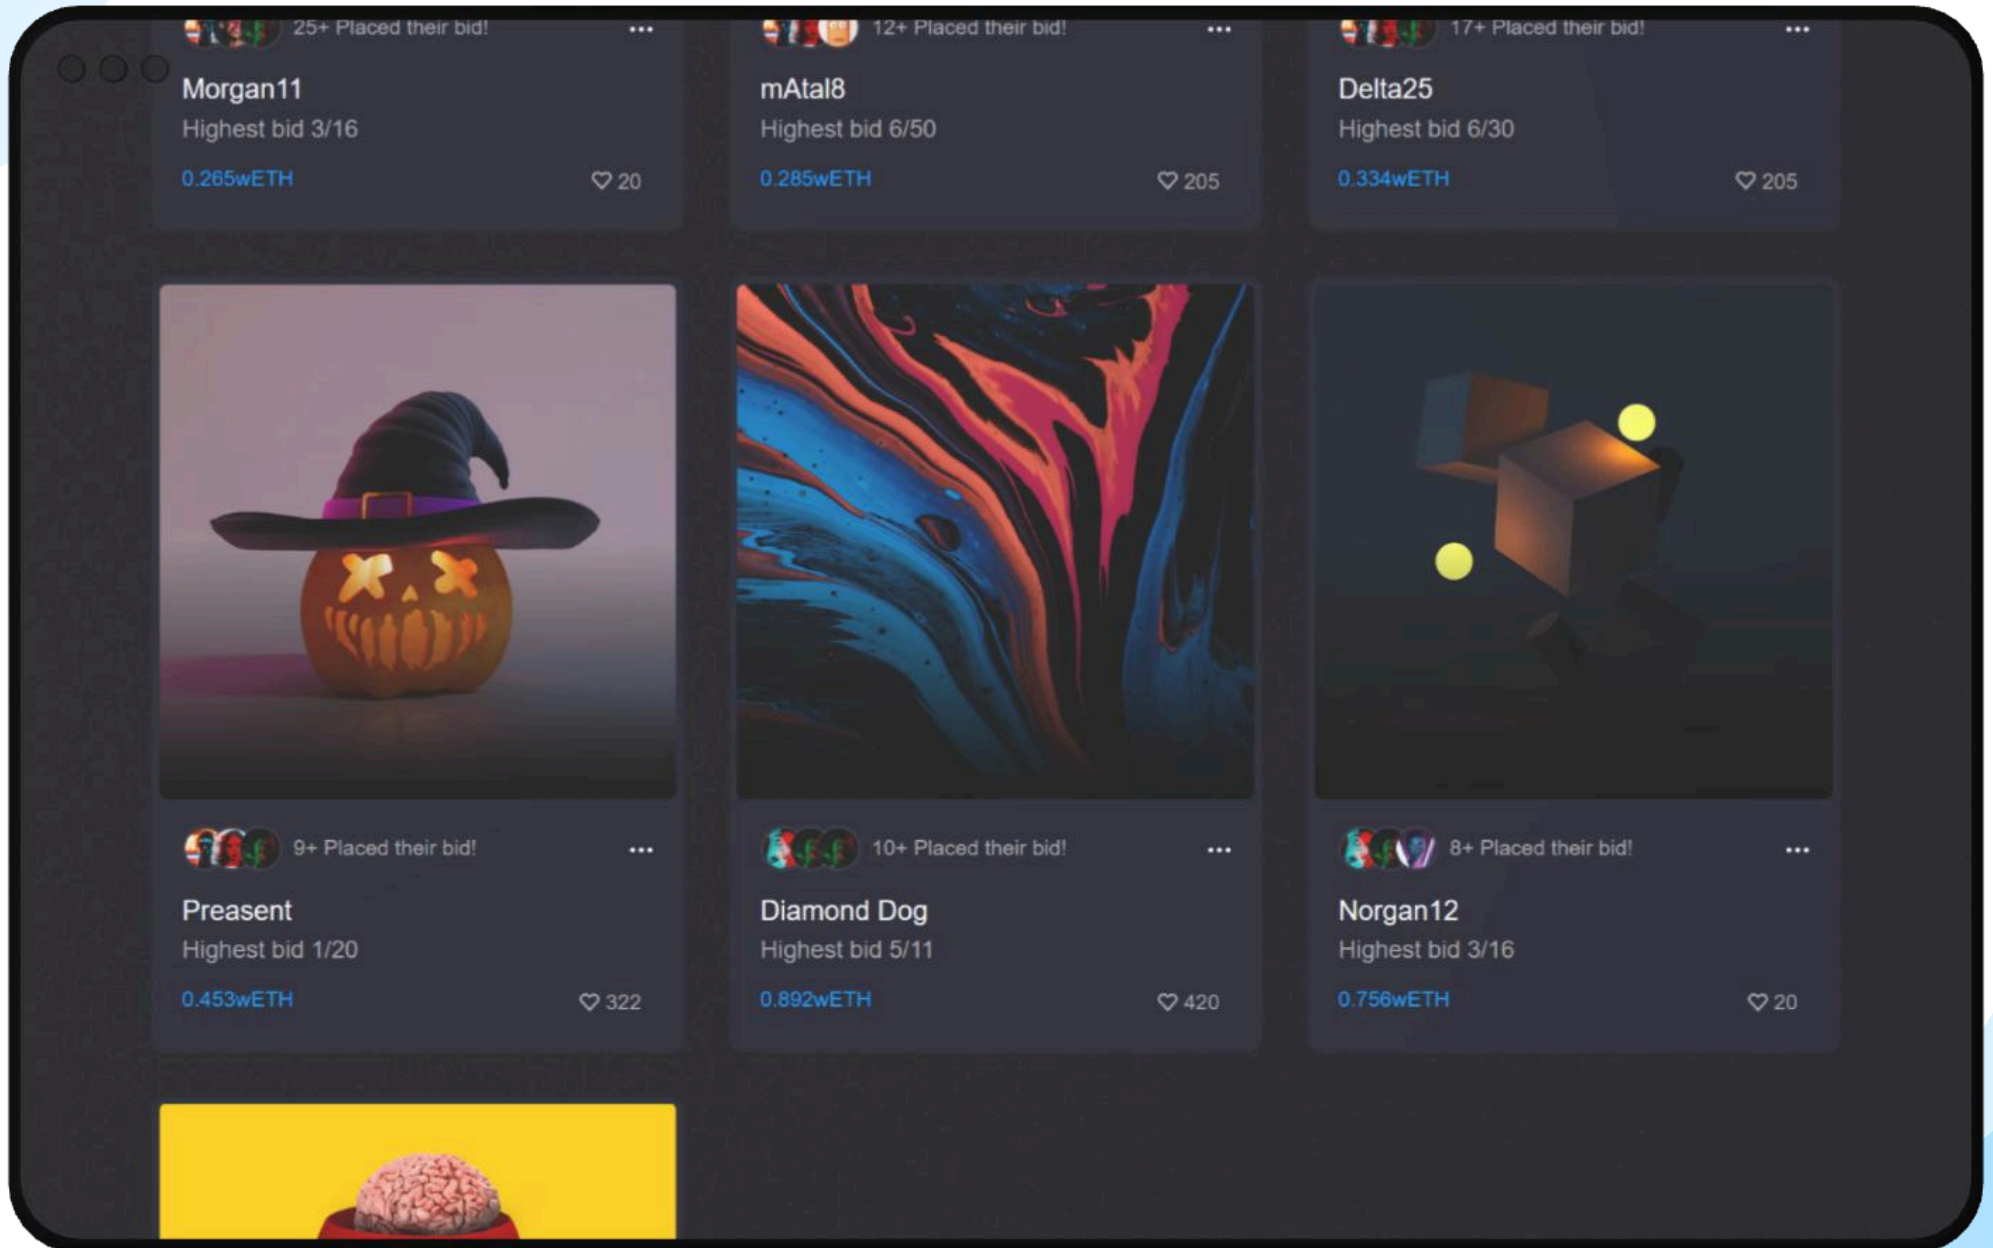 25+ Placed their bid!
Morgan11
Highest bid 3/16
0.265wETH
20
12+ Placed their bid!
mAtal8
Highest bid 6/50
0.285wETH
205
17+ Placed their bid!
Delta25
Highest bid 6/30
0.334wETH
205
9+ Placed their bid!
Preasent
Highest bid 1/20
0.453wETH
322
10+ Placed their bid!
Diamond Dog
Highest bid 5/11
0.892wETH
420
8+ Placed their bid!
Norgan12
Highest bid 3/16
0.756wETH
20